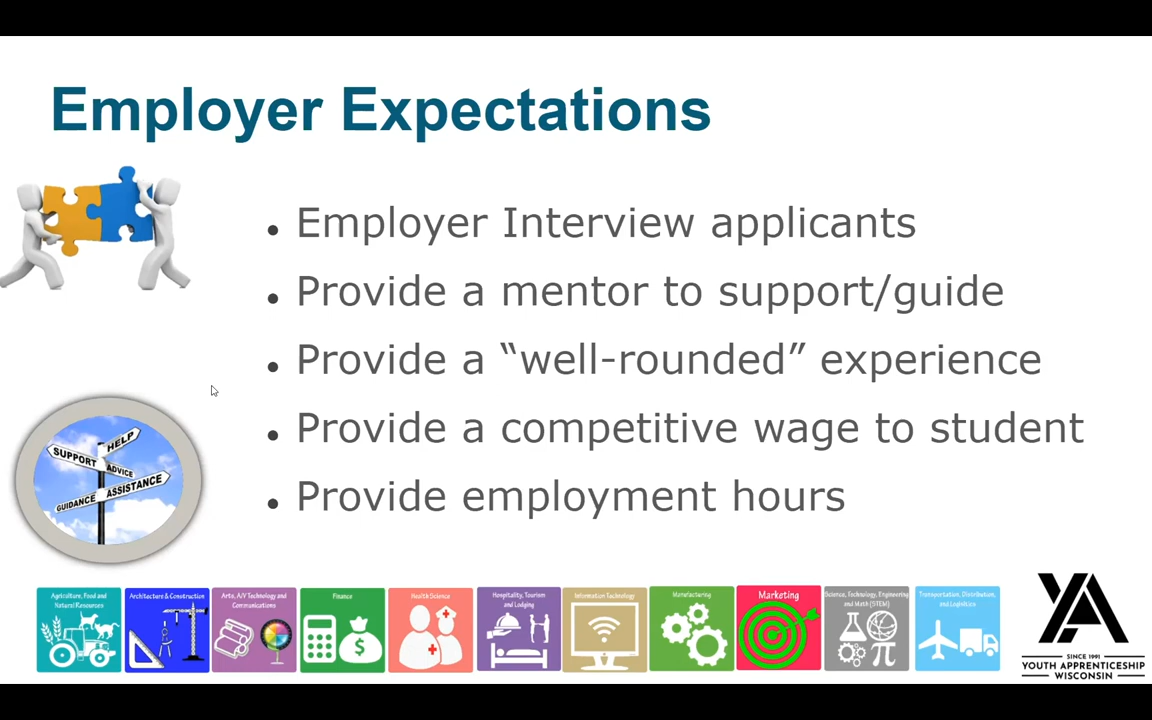 Employer Expectations
• Employer Interview applicants
• Provide a mentor to support/guide
• Provide a “well-rounded” experience
• Provide a competitive wage to student
• Provide employment hours
HELP
SUPPORT
ADVICE
GUIDANCE
ASSISTANCE
Agriculture, Food and
Natural Resources
Architecture & Construction
Arts, A/V Technology and
Communications
Finance
Health Science
Hospitality, Tourism
and Lodging
Information Technology
Manufacturing
Marketing
Science, Technology, Engineering
and Math (STEM)
Transportation, Distribution,
and Logistics
YA
SINCE 1991
YOUTH APPRENTICESHIP
WISCONSIN